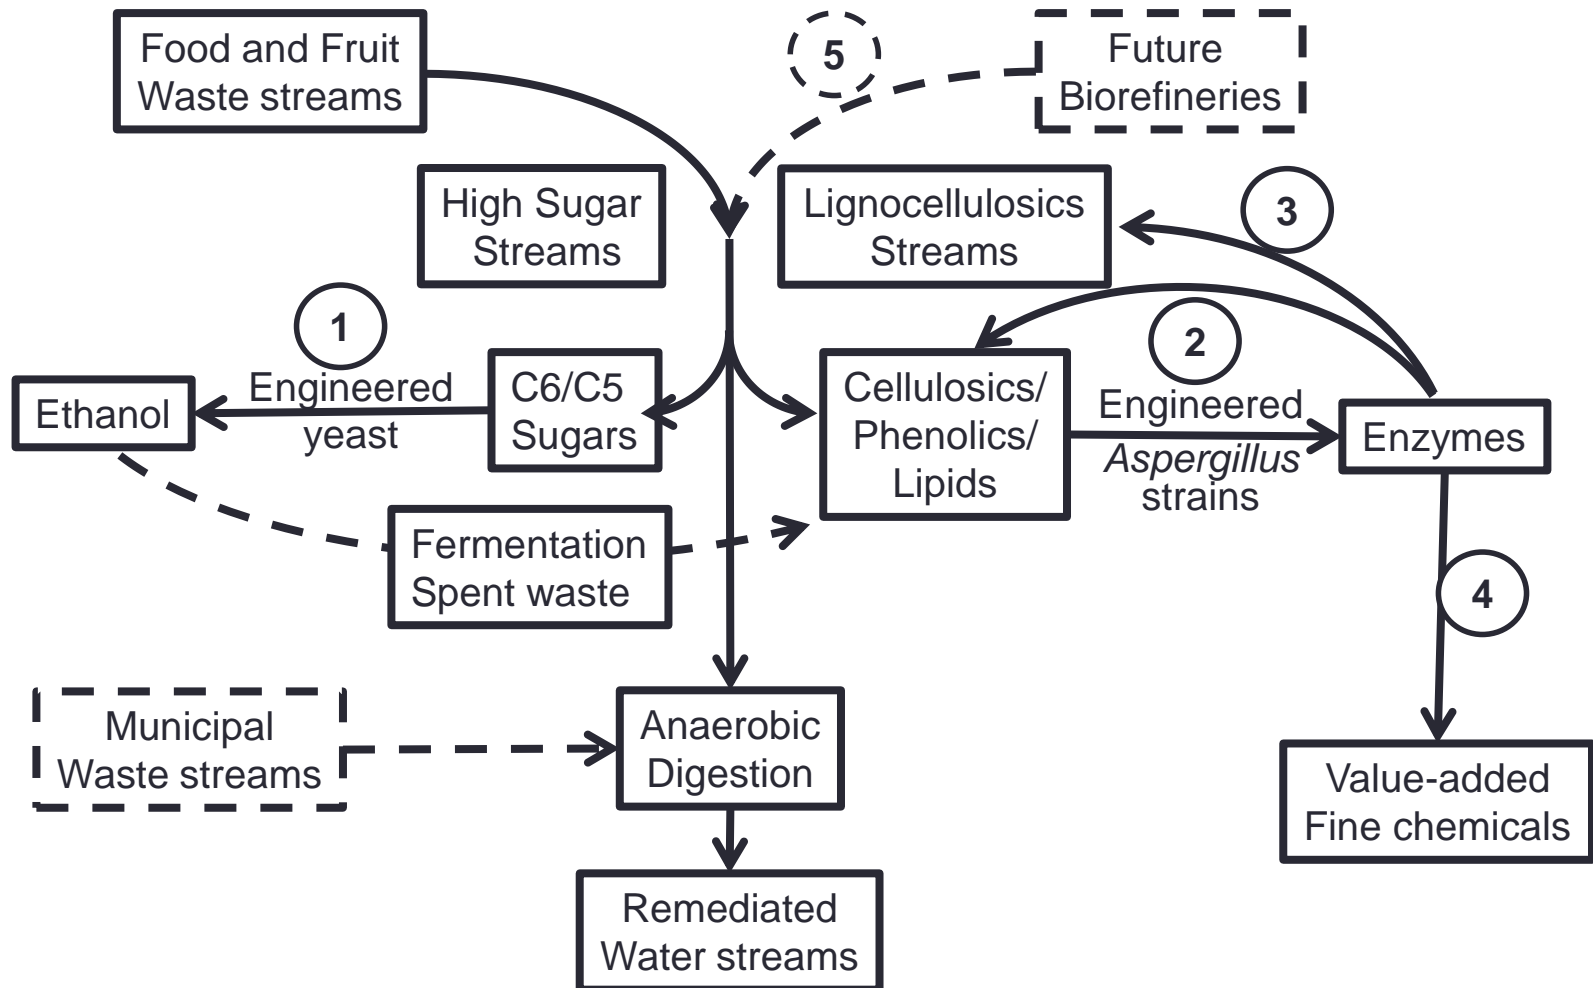 Food and Fruit
Waste streams
5
Future
Biorefineries
High Sugar
Streams
Lignocellulosics
Streams
3
1
2
Ethanol
Engineered
yeast
C6/C5
Sugars
Cellulosics/
Phenolics/
Lipids
Engineered
Aspergillus
strains
Enzymes
Fermentation
Spent waste
4
Municipal
Waste streams
Anaerobic
Digestion
Value-added
Fine chemicals
Remediated
Water streams